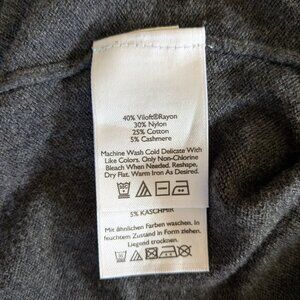 40% Viloft®Rayon
30% Nylon
25% Cotton
5% Cashmere
Machine Wash Cold Delicate With
Like Colors. Only Non-Chlorine
Bleach When Needed. Reshape,
Dry Flat. Warm Iron As Desired.
5% KASCHMIR
Mit ähnlichen Farben waschen. In
feuchtem Zustand in Form ziehen.
Liegend trocknen.